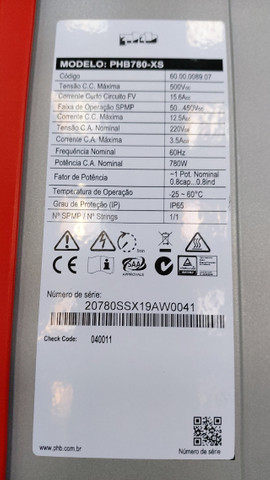 phb
MODELO: PHB780-XS
Código 60.00.0089.07
Tensão C.C. Máxima 500Vcc
Corrente Curto Circuito FV 15.6Acc
Faixa de Operação SPMP 50...450Vcc
Corrente C.C. Máxima 12.5Acc
Tensão C.A. Nominal 220VCA
Corrente C.A. Máxima 3.5ACA
Frequência Nominal 60Hz
Potência C.A. Nominal 780W
Fator de Potência ~1 Pot. Nominal
0.8cap...0.8ind
Temperatura de Operação -25 ~ 60°C
Grau de Proteção (IP) IP65
Nº SPMP / Nº Strings 1/1
5min
CE SAA
Número de série:
20780SSX19AW0041
Check Code: 040011
www.phb.com.br